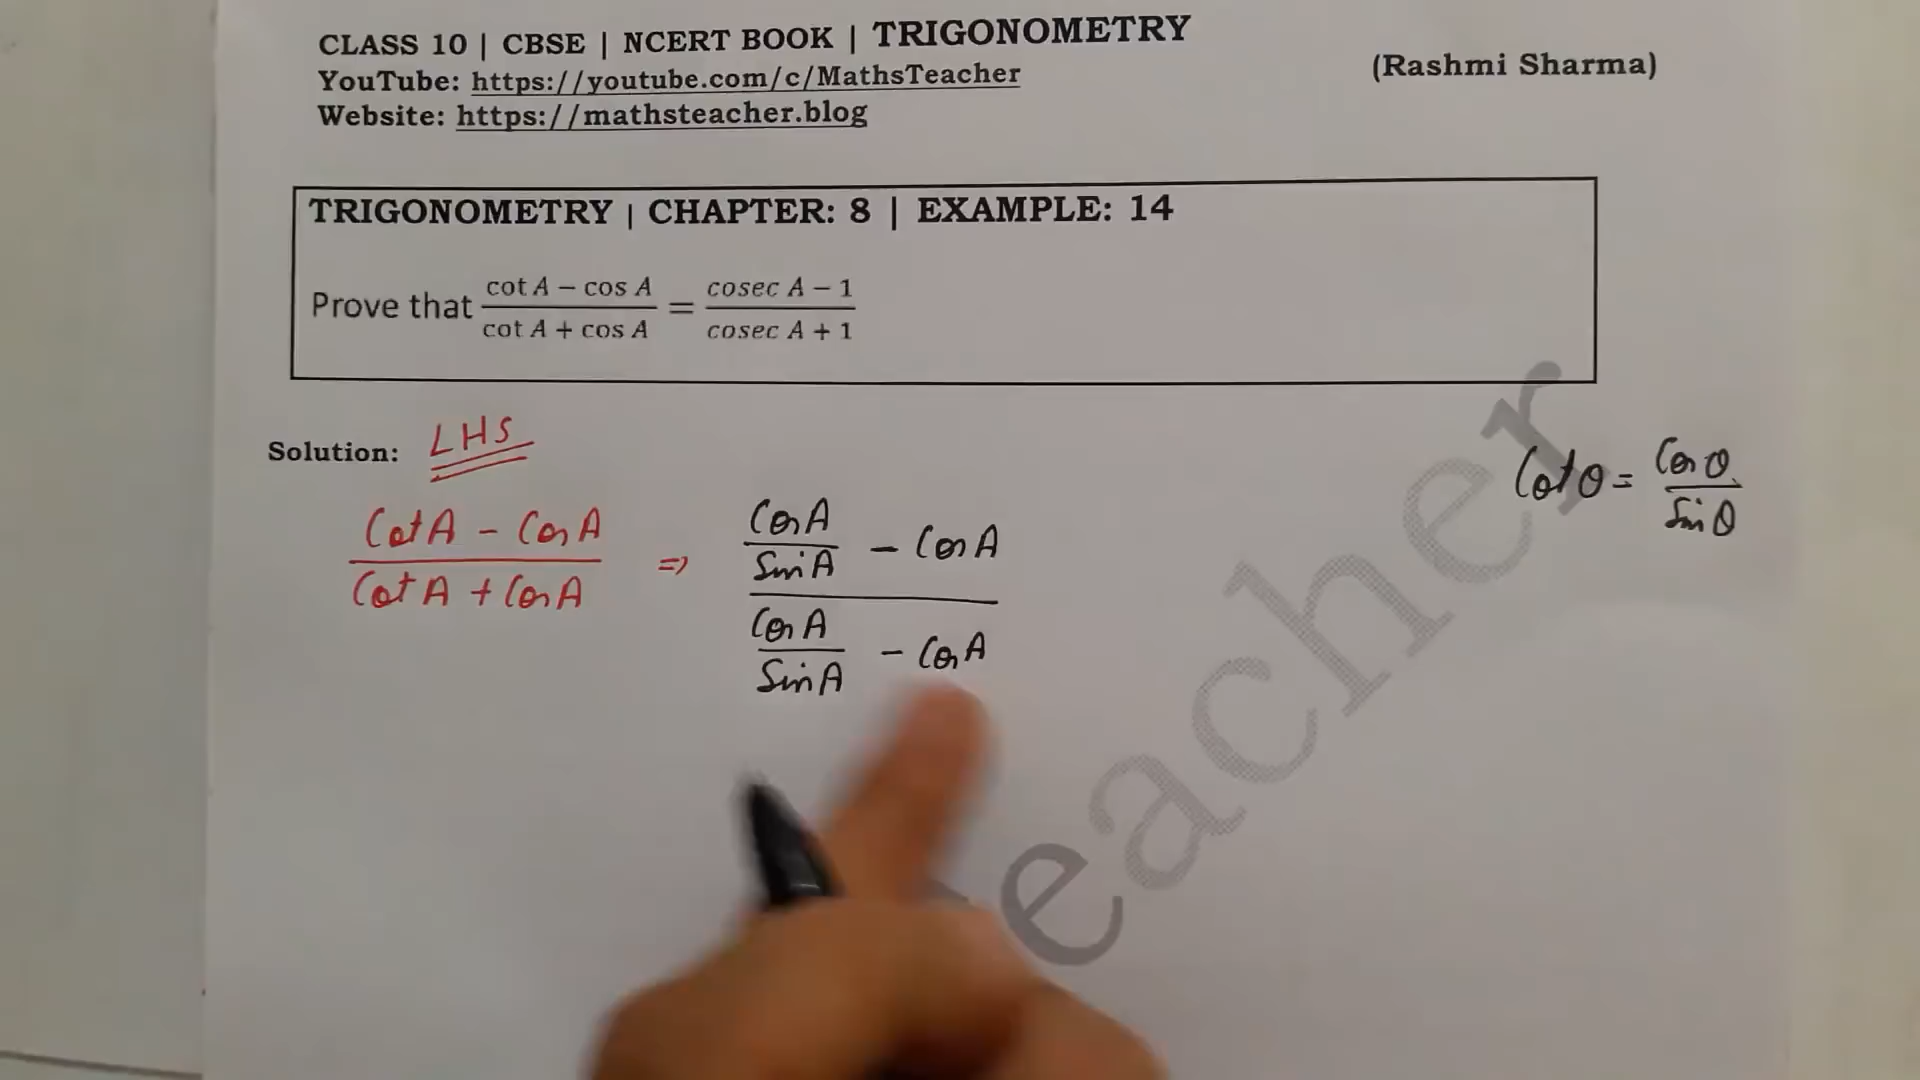 CLASS 10 | CBSE | NCERT BOOK | TRIGONOMETRY
YouTube: https://youtube.com/c/MathsTeacher
(Rashmi Sharma)
Website: https://mathsteacher.blog
TRIGONOMETRY | CHAPTER: 8 | EXAMPLE: 14
Prove that (cot A − cos A)/(cot A + cos A) = (cosec A − 1)/(cosec A + 1)
Solution: LHS
Cot θ = Cos θ / Sin θ
(Cot A − Cos A)/(Cot A + Cos A) ⇒ (Cos A/Sin A − Cos A)/(Cos A/Sin A − Cos A)
eacher